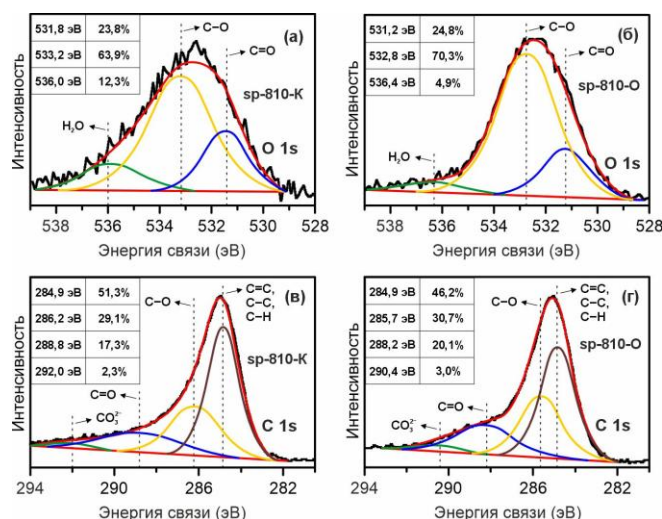 531,8 эВ 23,8%
533,2 эВ 63,9%
536,0 эВ 12,3%
C−O
(а)
C=O
sp-810-К
H₂O
O 1s
Интенсивность
538 536 534 532 530 528
Энергия связи (эВ)
531,2 эВ 24,8%
532,8 эВ 70,3%
536,4 эВ 4,9%
C−O
(б)
C=O
sp-810-О
H₂O
O 1s
Интенсивность
538 536 534 532 530 528
Энергия связи (эВ)
284,9 эВ 51,3%
286,2 эВ 29,1%
288,8 эВ 17,3%
292,0 эВ 2,3%
C=C,
C−C,
C−H
(в)
C−O
sp-810-К
C=O
CO₃²⁻
C 1s
Интенсивность
294 290 286 282
Энергия связи (эВ)
284,9 эВ 46,2%
285,7 эВ 30,7%
288,2 эВ 20,1%
290,4 эВ 3,0%
C=C,
C−C,
C−H
(г)
C−O
sp-810-О
C=O
CO₃²⁻
C 1s
Интенсивность
294 290 286 282
Энергия связи (эВ)